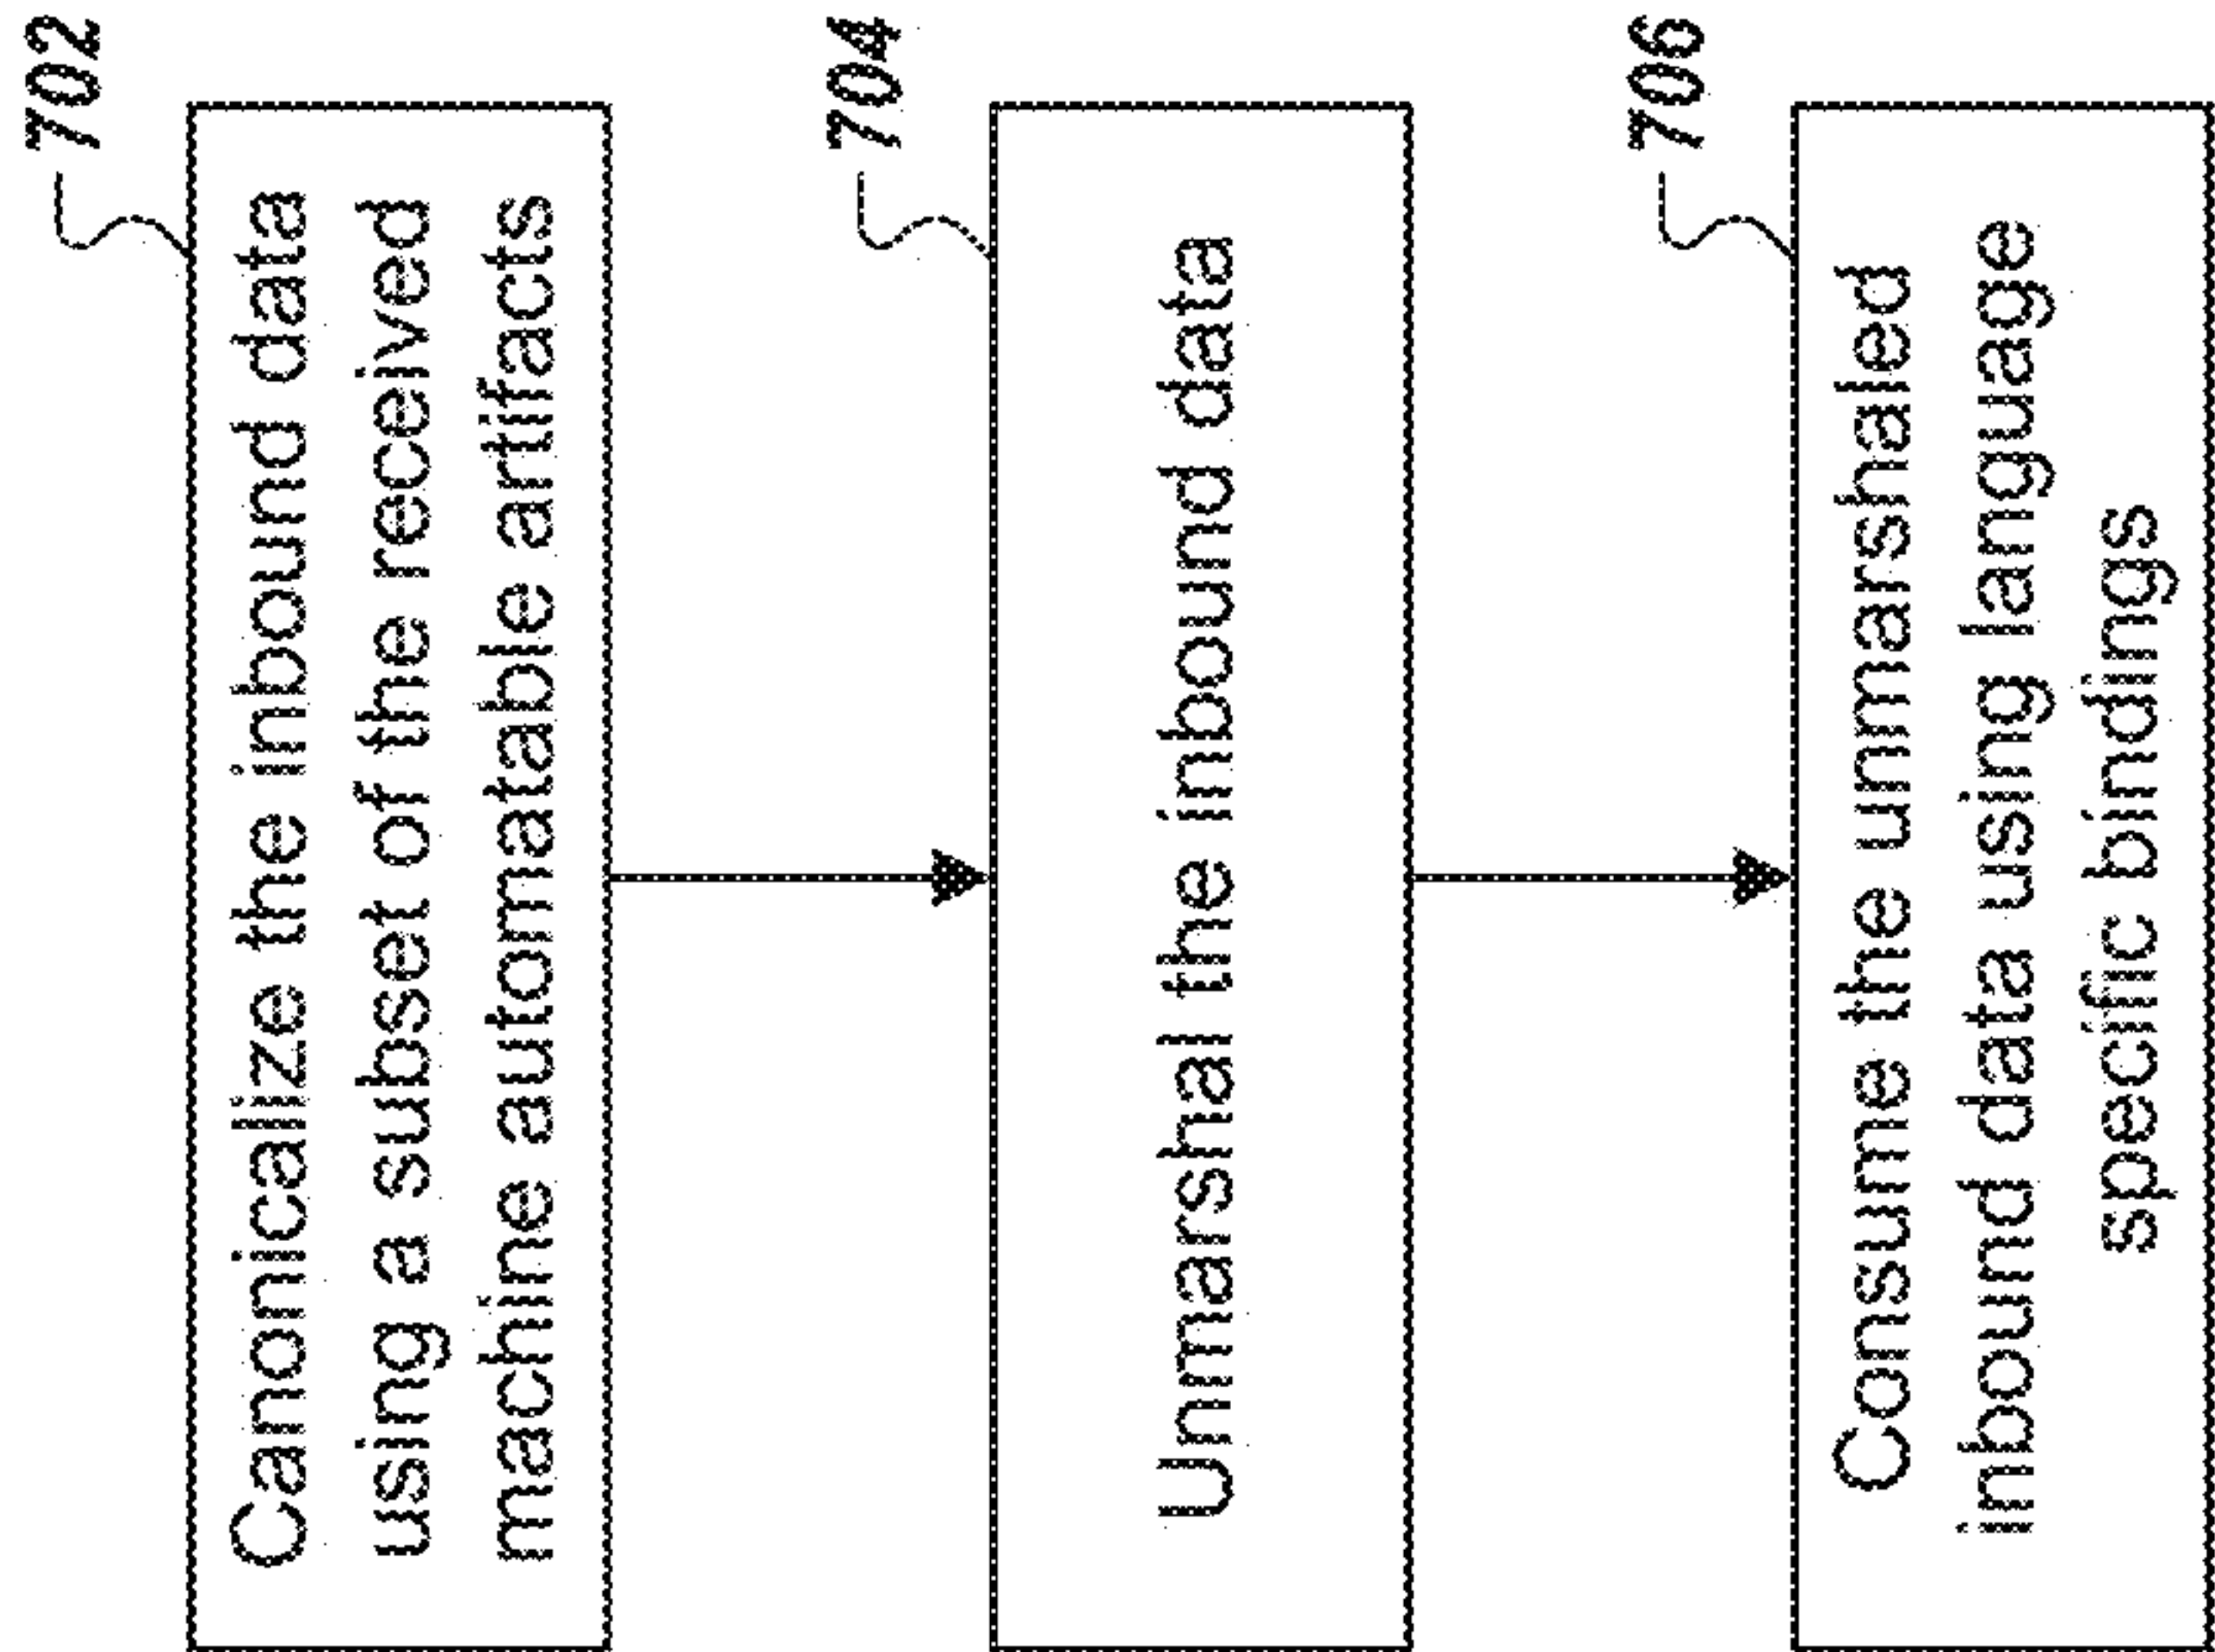 702
Canonicalize the inbound data
using a subset of the received
machine automatable artifacts
704
Unmarshal the inbound data
706
Consume the unmarshaled
inbound data using language
specific bindings